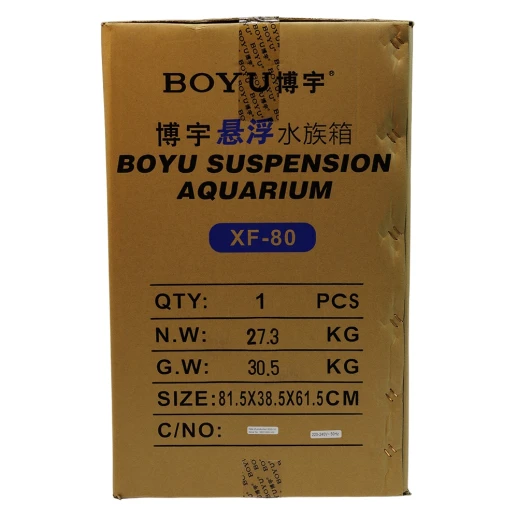 BOYU博宇®
博宇悬浮水族箱
BOYU SUSPENSION
AQUARIUM
XF-80
QTY: 1 PCS
N.W: 27.3 KG
G.W: 30.5 KG
SIZE:81.5X38.5X61.5CM
C/NO:
BOYU